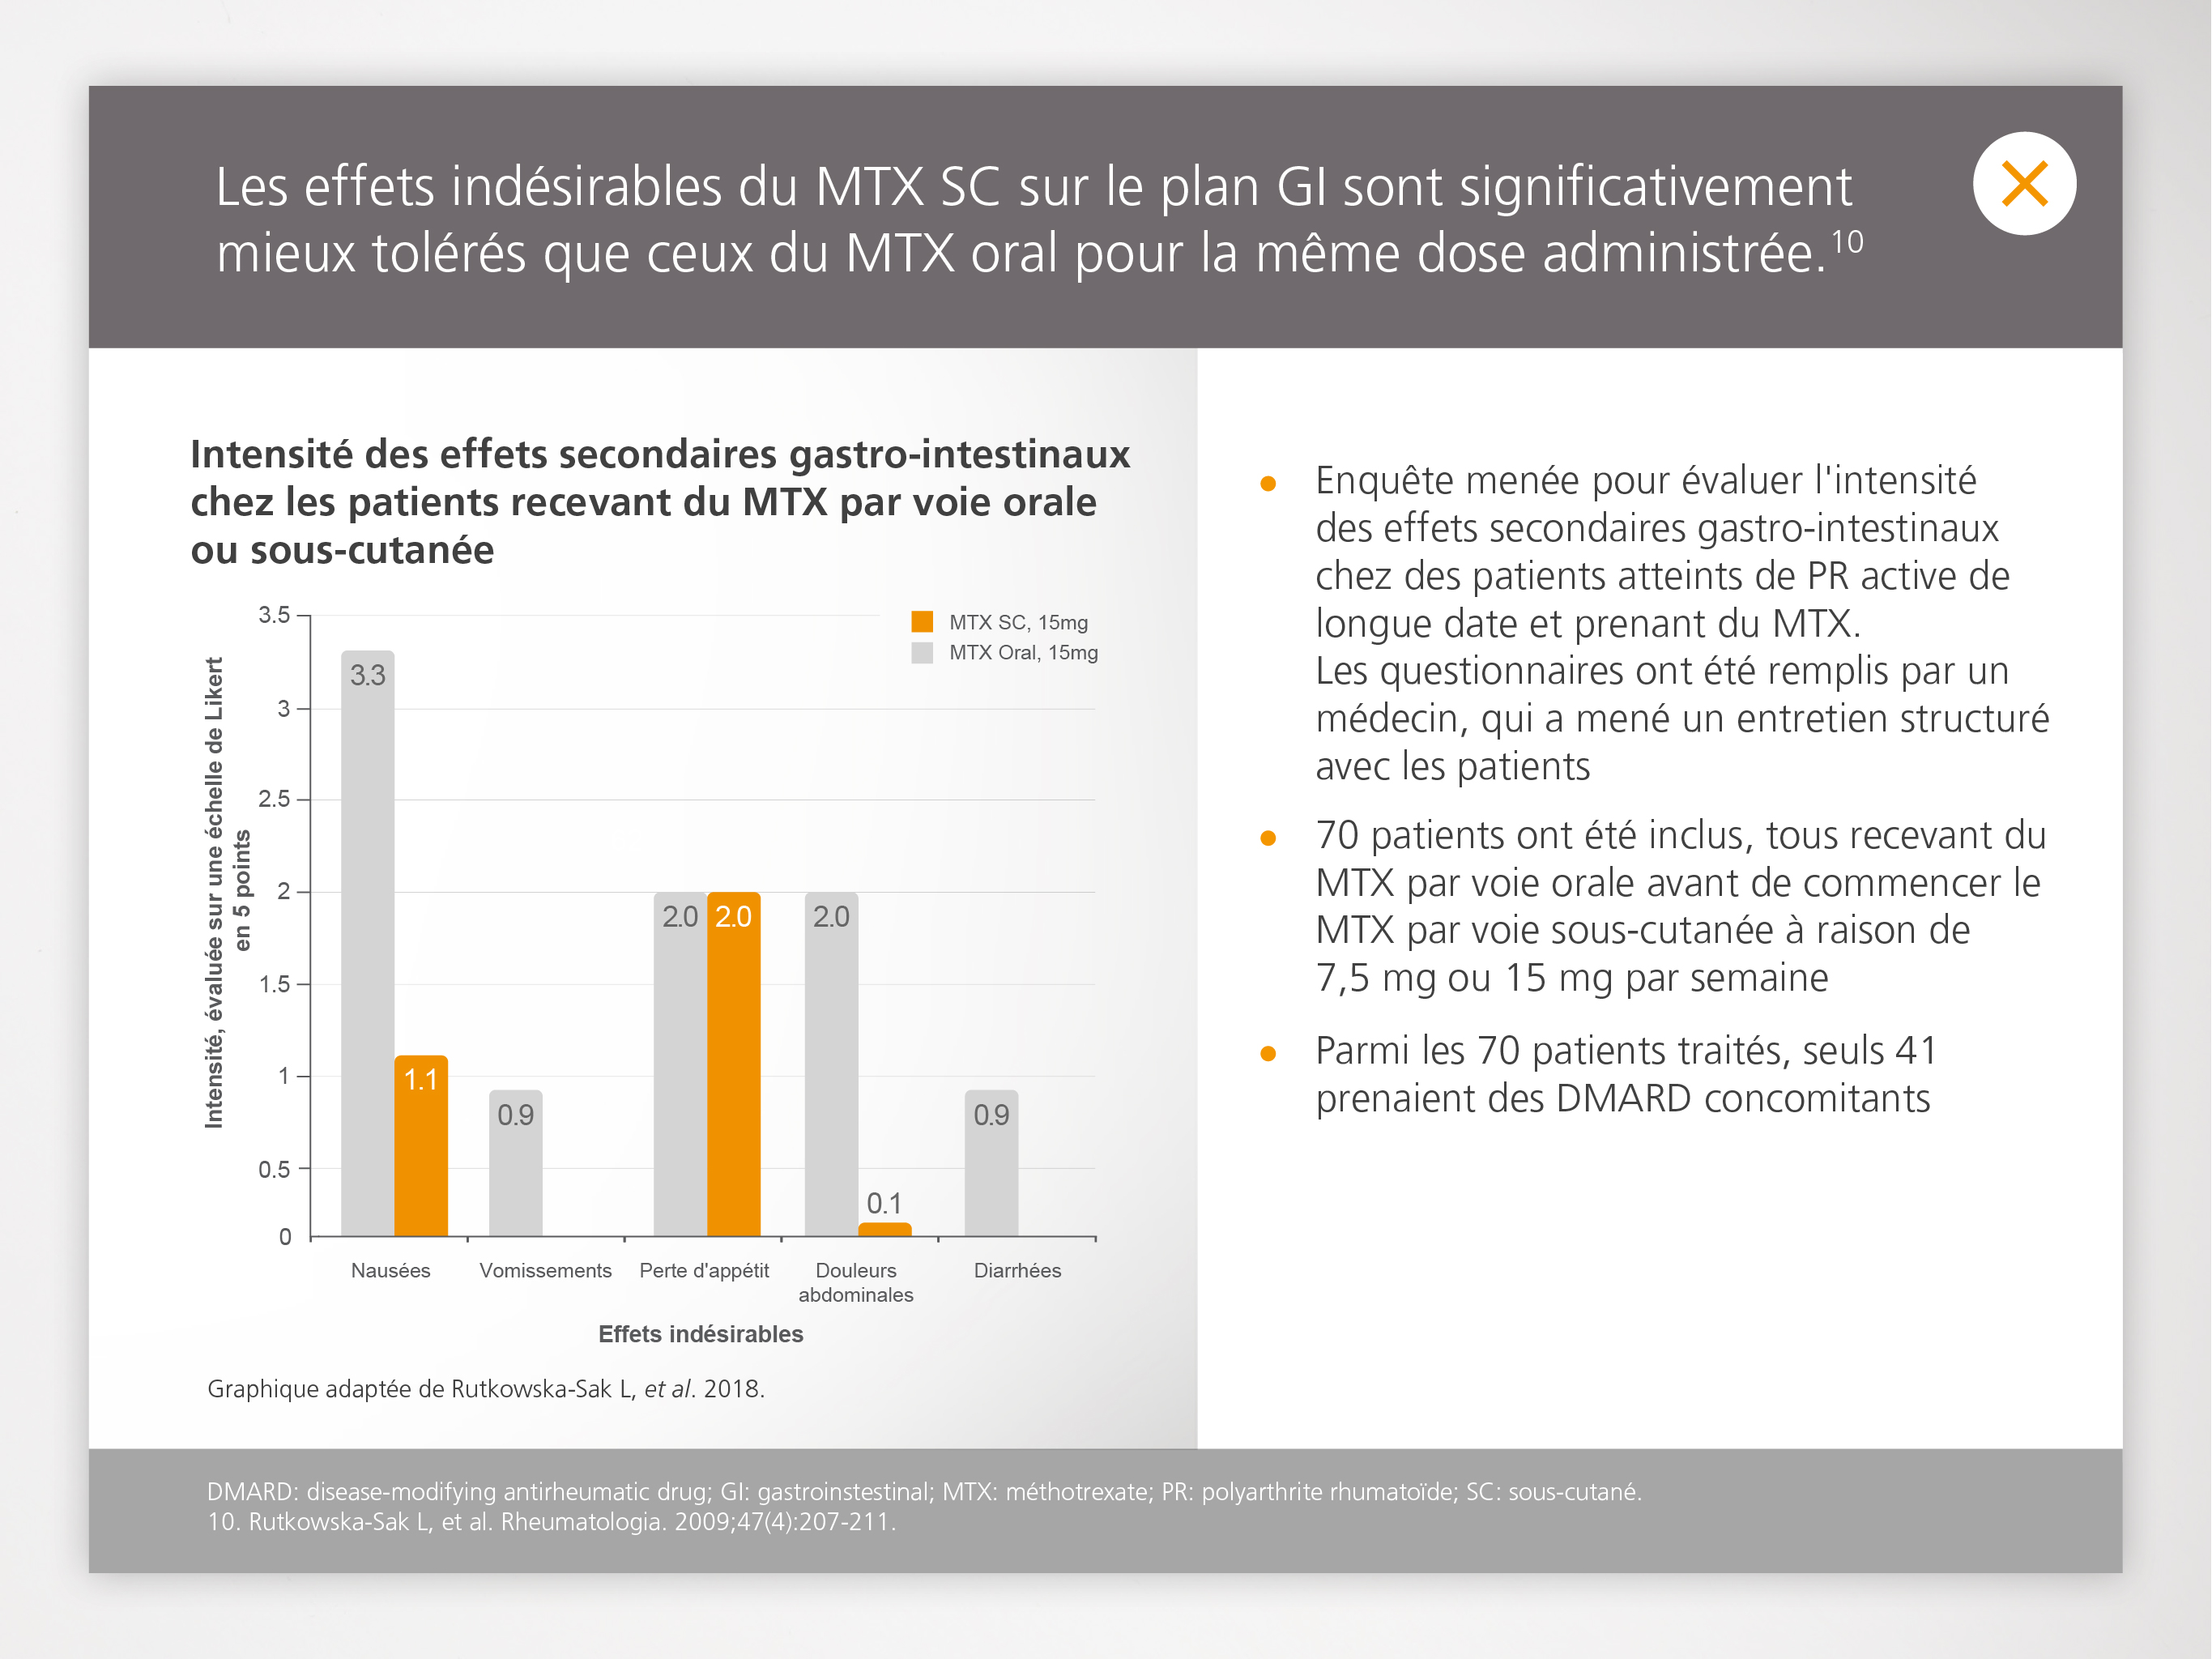 Les effets indésirables du MTX SC sur le plan GI sont significativement
mieux tolérés que ceux du MTX oral pour la même dose administrée.10
Intensité des effets secondaires gastro-intestinaux
chez les patients recevant du MTX par voie orale
ou sous-cutanée
Intensité, évaluée sur une échelle de Likert
en 5 points
3.5
3
2.5
2
1.5
1
0.5
0
MTX SC, 15mg
MTX Oral, 15mg
3.3
1.1
0.9
2.0
2.0
2.0
0.1
0.9
Nausées
Vomissements
Perte d'appétit
Douleurs
abdominales
Diarrhées
Effets indésirables
Graphique adaptée de Rutkowska-Sak L, et al. 2018.
Enquête menée pour évaluer l'intensité
des effets secondaires gastro-intestinaux
chez des patients atteints de PR active de
longue date et prenant du MTX.
Les questionnaires ont été remplis par un
médecin, qui a mené un entretien structuré
avec les patients
70 patients ont été inclus, tous recevant du
MTX par voie orale avant de commencer le
MTX par voie sous-cutanée à raison de
7,5 mg ou 15 mg par semaine
Parmi les 70 patients traités, seuls 41
prenaient des DMARD concomitants
DMARD: disease-modifying antirheumatic drug; GI: gastroinstestinal; MTX: méthotrexate; PR: polyarthrite rhumatoïde; SC: sous-cutané.
10. Rutkowska-Sak L, et al. Rheumatologia. 2009;47(4):207-211.